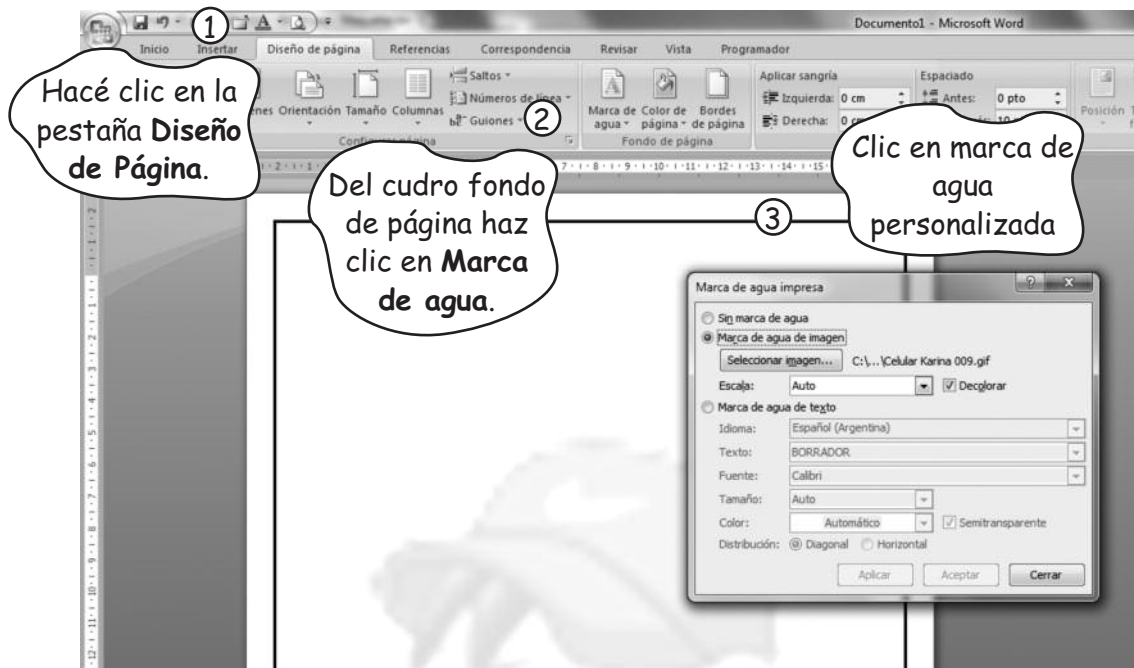 1
Documento1 - Microsoft Word
Inicio Insertar Diseño de página Referencias Correspondencia Revisar Vista Programador
Hacé clic en la
pestaña Diseño
de Página.
Orientación Tamaño Columnas
Saltos
Números de línea
Guiones
Configurar página
2
Marca de agua
Color de página
Bordes de página
Fondo de página
Aplicar sangría
Izquierda: 0 cm
Derecha:
Espaciado
Antes: 0 pto
Posición
Del cudro fondo
de página haz
clic en Marca
de agua.
3
Clic en marca de
agua
personalizada
Marca de agua impresa
Sin marca de agua
Marca de agua de imagen
Seleccionar imagen... C:\...\Celular Karina 009.gif
Escala: Auto Decolorar
Marca de agua de texto
Idioma: Español (Argentina)
Texto: BORRADOR
Fuente: Calibri
Tamaño: Auto
Color: Automático Semitransparente
Distribución: Diagonal Horizontal
Aplicar Aceptar Cerrar